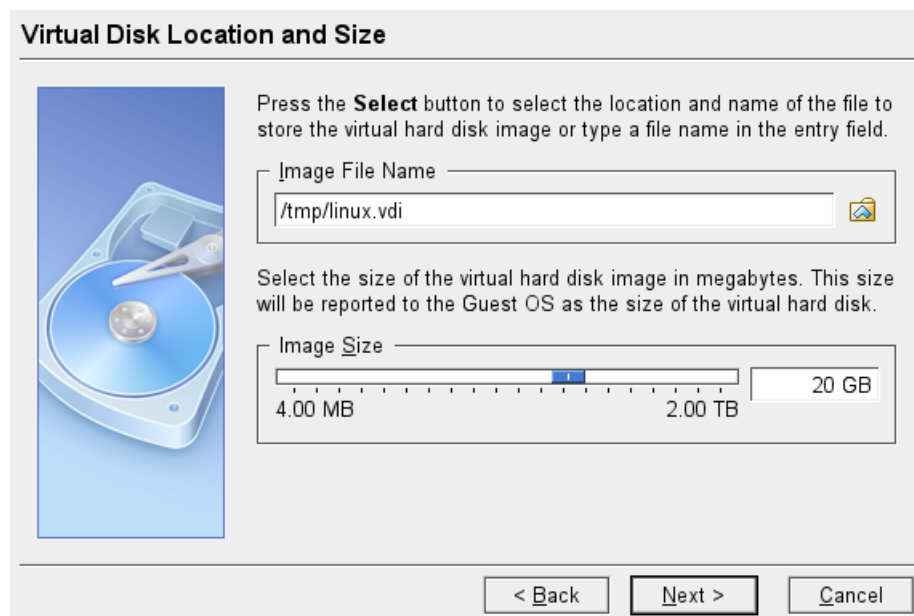 Virtual Disk Location and Size
Press the Select button to select the location and name of the file to
store the virtual hard disk image or type a file name in the entry field.
Image File Name
/tmp/linux.vdi
Select the size of the virtual hard disk image in megabytes. This size
will be reported to the Guest OS as the size of the virtual hard disk.
Image Size
20 GB
4.00 MB 2.00 TB
< Back Next > Cancel